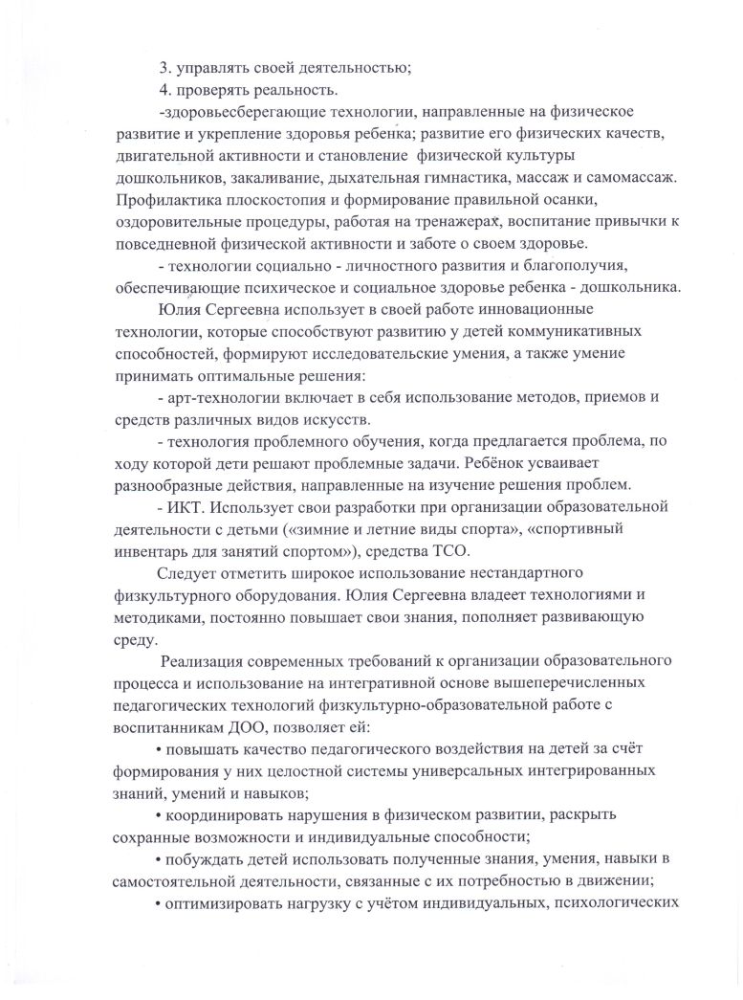 3. управлять своей деятельностью;
4. проверять реальность.
-здоровьесберегающие технологии, направленные на физическое
развитие и укрепление здоровья ребенка; развитие его физических качеств,
двигательной активности и становление  физической культуры
дошкольников, закаливание, дыхательная гимнастика, массаж и самомассаж.
Профилактика плоскостопия и формирование правильной осанки,
оздоровительные процедуры, работая на тренажерах, воспитание привычки к
повседневной физической активности и заботе о своем здоровье.
- технологии социально - личностного развития и благополучия,
обеспечивающие психическое и социальное здоровье ребенка - дошкольника.
Юлия Сергеевна использует в своей работе инновационные
технологии, которые способствуют развитию у детей коммуникативных
способностей, формируют исследовательские умения, а также умение
принимать оптимальные решения:
- арт-технологии включает в себя использование методов, приемов и
средств различных видов искусств.
- технология проблемного обучения, когда предлагается проблема, по
ходу которой дети решают проблемные задачи. Ребёнок усваивает
разнообразные действия, направленные на изучение решения проблем.
- ИКТ. Использует свои разработки при организации образовательной
деятельности с детьми («зимние и летние виды спорта», «спортивный
инвентарь для занятий спортом»), средства ТСО.
Следует отметить широкое использование нестандартного
физкультурного оборудования. Юлия Сергеевна владеет технологиями и
методиками, постоянно повышает свои знания, пополняет развивающую
среду.
Реализация современных требований к организации образовательного
процесса и использование на интегративной основе вышеперечисленных
педагогических технологий физкультурно-образовательной работе с
воспитанникам ДОО, позволяет ей:
• повышать качество педагогического воздействия на детей за счёт
формирования у них целостной системы универсальных интегрированных
знаний, умений и навыков;
• координировать нарушения в физическом развитии, раскрыть
сохранные возможности и индивидуальные способности;
• побуждать детей использовать полученные знания, умения, навыки в
самостоятельной деятельности, связанные с их потребностью в движении;
• оптимизировать нагрузку с учётом индивидуальных, психологических